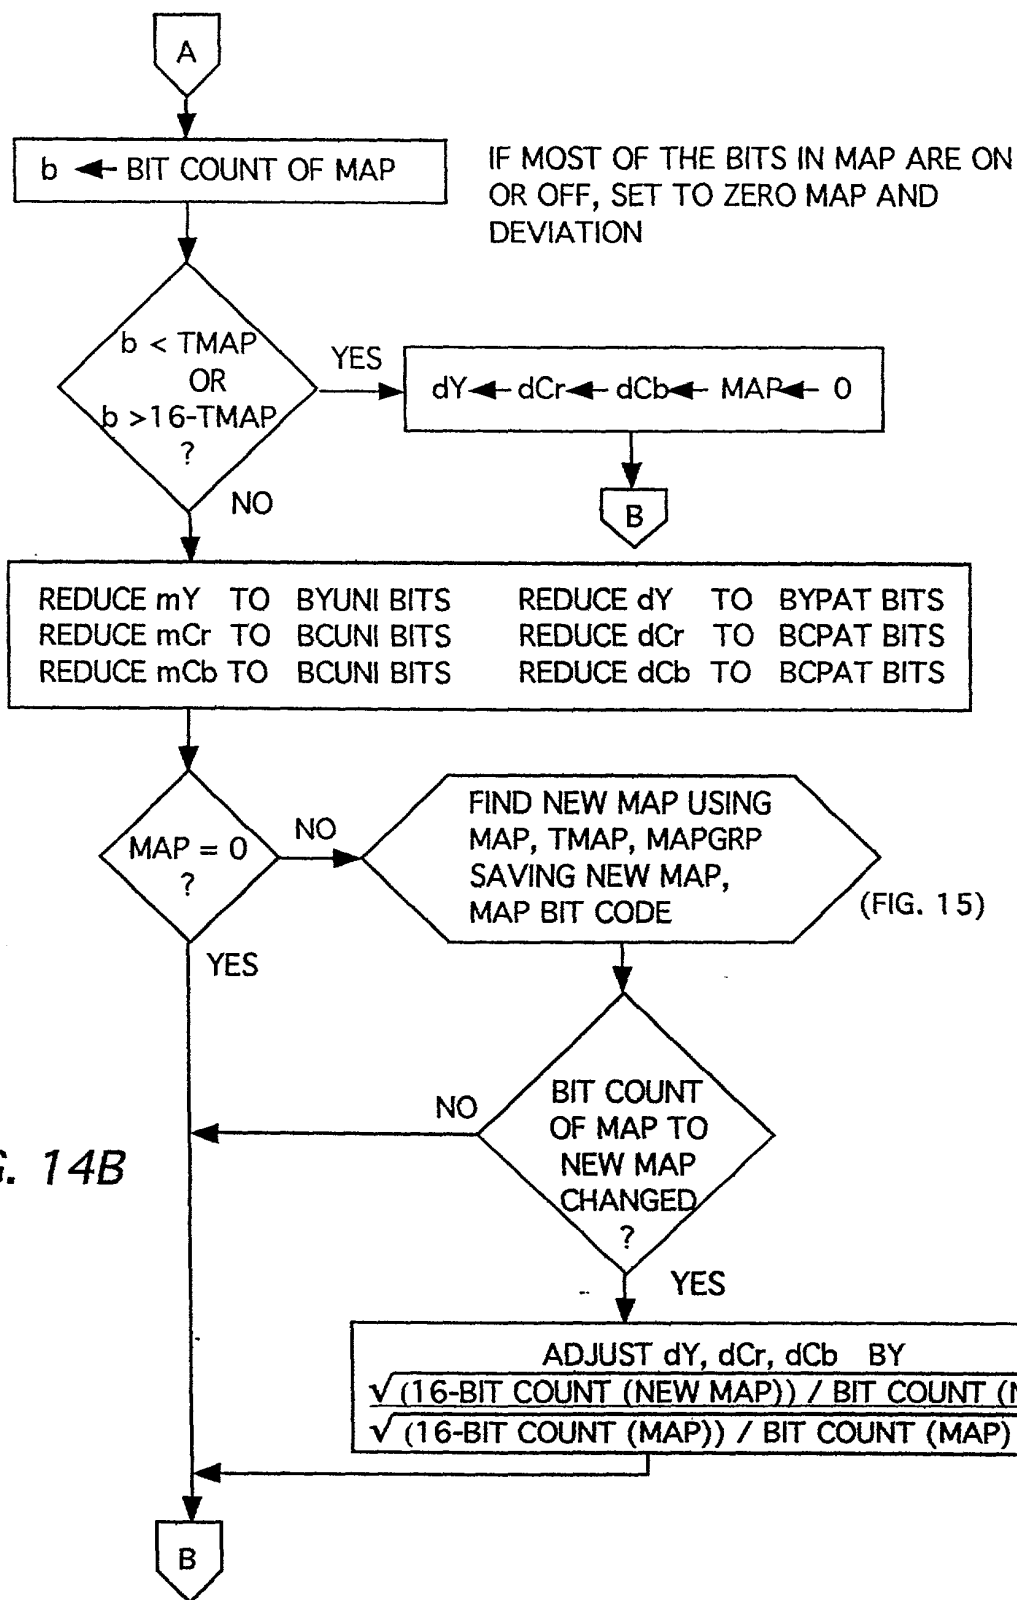 A
b ← BIT COUNT OF MAP
IF MOST OF THE BITS IN MAP ARE ON
OR OFF, SET TO ZERO MAP AND
DEVIATION
b < TMAP
OR
b >16-TMAP
?
YES
dY ← dCr ← dCb ← MAP ← 0
NO
B
REDUCE mY TO BYUNI BITS REDUCE dY TO BYPAT BITS
REDUCE mCr TO BCUNI BITS REDUCE dCr TO BCPAT BITS
REDUCE mCb TO BCUNI BITS REDUCE dCb TO BCPAT BITS
MAP = 0
?
NO
FIND NEW MAP USING
MAP, TMAP, MAPGRP
SAVING NEW MAP,
MAP BIT CODE
(FIG. 15)
YES
BIT COUNT
OF MAP TO
NEW MAP
CHANGED
?
NO
14B
YES
ADJUST dY, dCr, dCb BY
√(16-BIT COUNT (NEW MAP)) / BIT COUNT (
√(16-BIT COUNT (MAP)) / BIT COUNT (MAP)
B